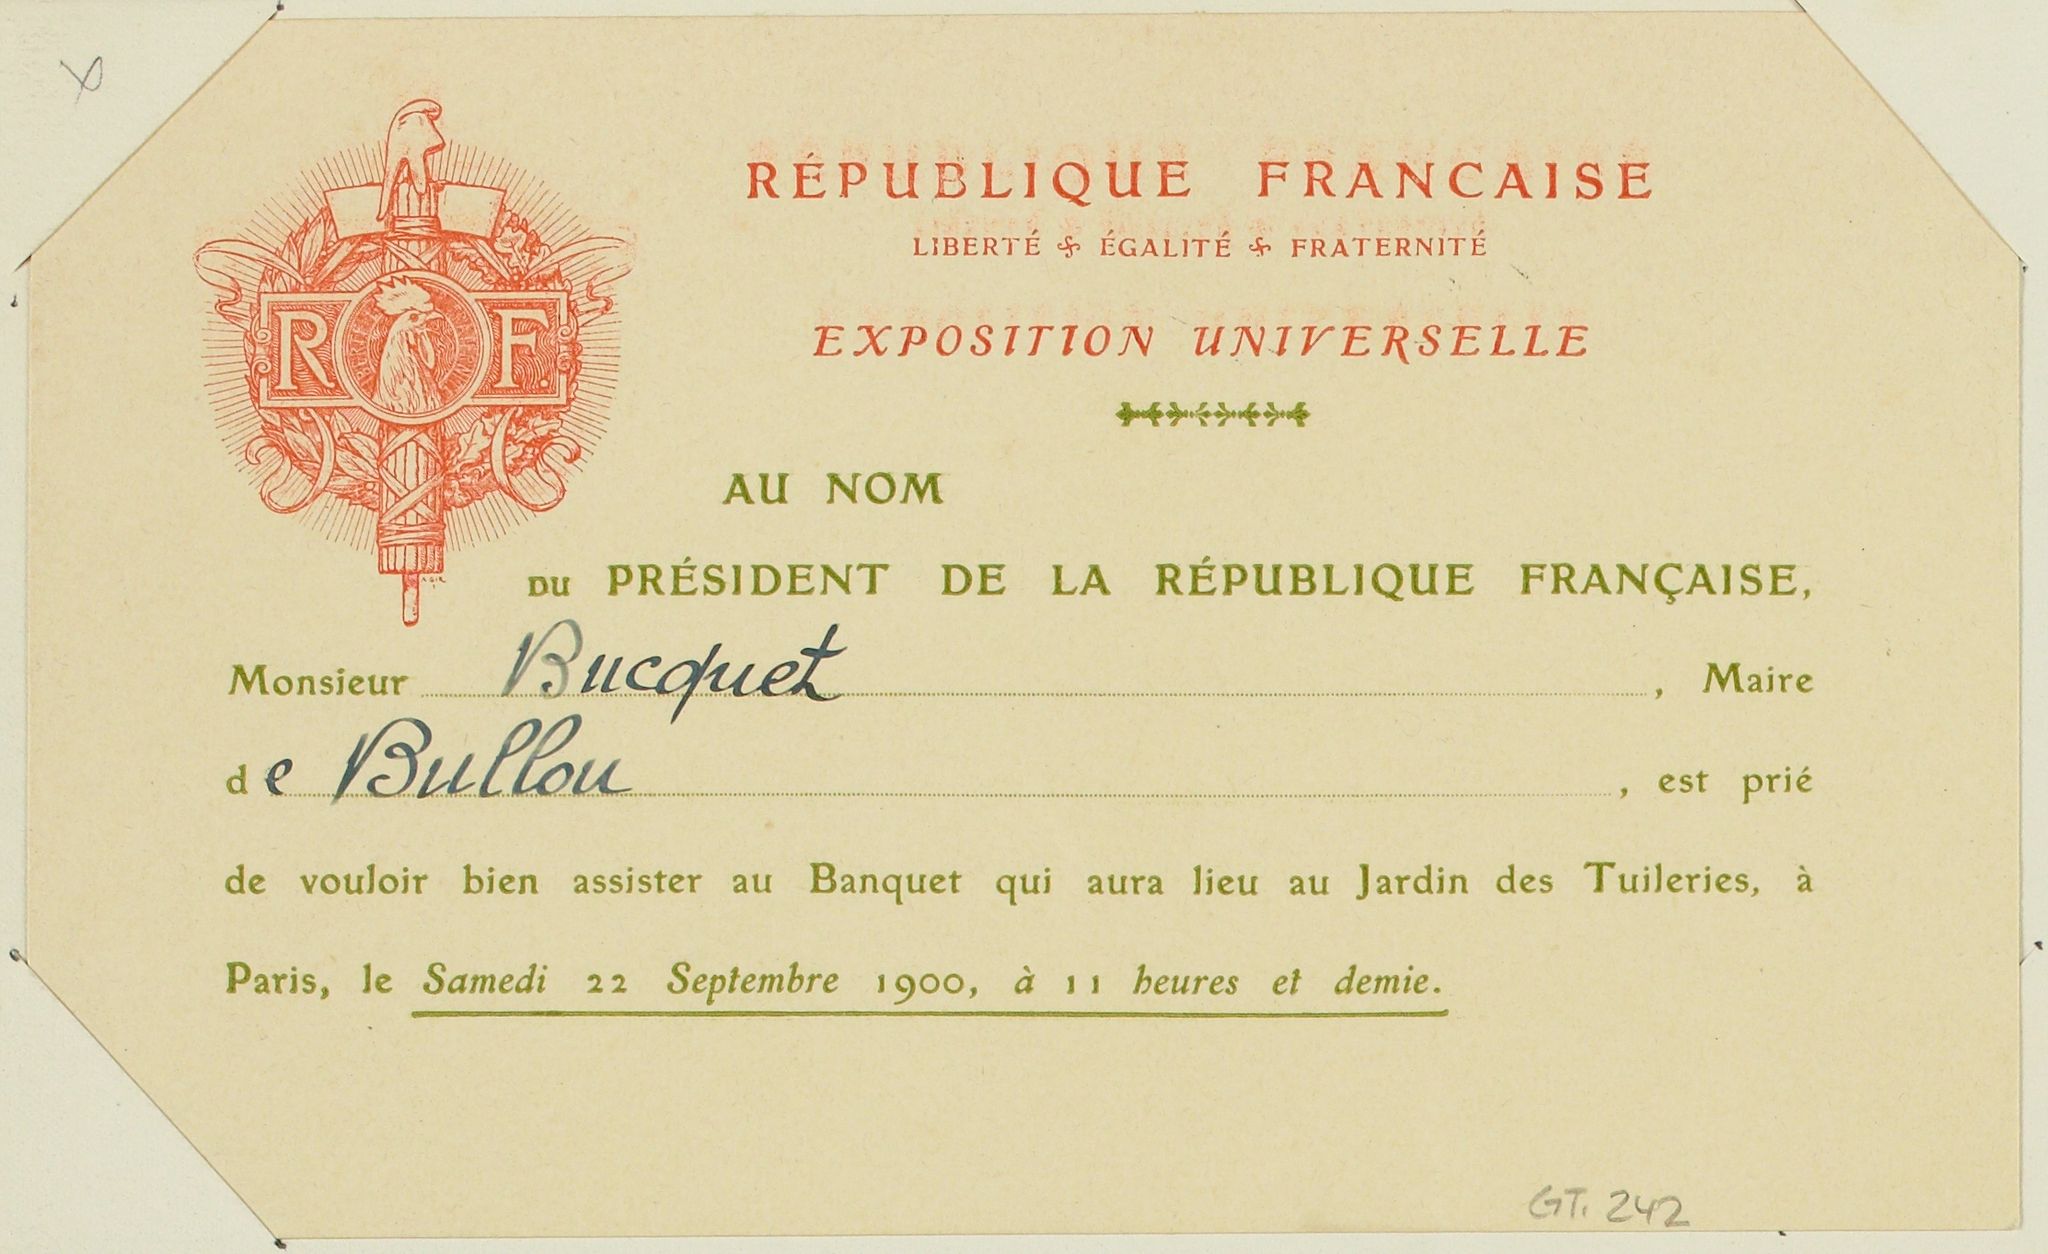 RÉPUBLIQUE FRANCAISE
LIBERTÉ ÉGALITÉ FRATERNITÉ
EXPOSITION UNIVERSELLE
R F.
AU NOM
DU PRÉSIDENT DE LA RÉPUBLIQUE FRANÇAISE,
Monsieur Bucquet, Maire
de Bullou, est prié
de vouloir bien assister au Banquet qui aura lieu au Jardin des Tuileries, à
Paris, le Samedi 22 Septembre 1900, à 11 heures et demie.
GT. 242